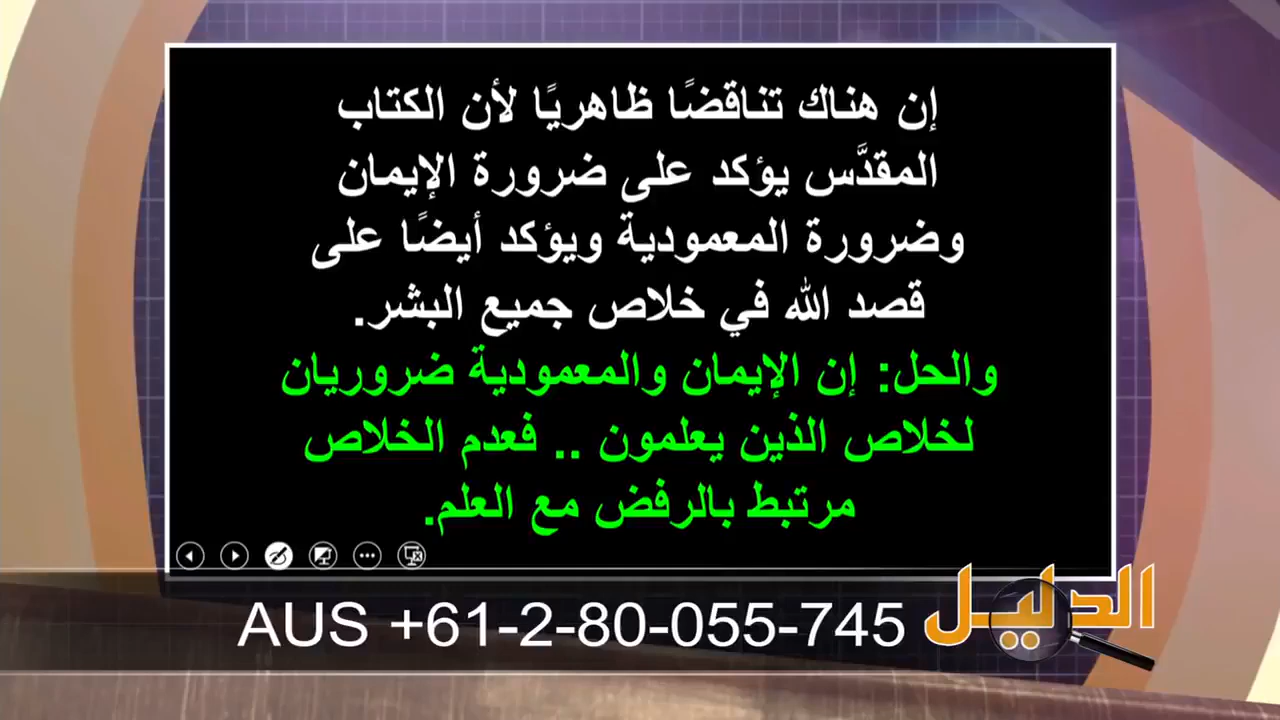 إن هناك تناقضًا ظاهريًا لأن الكتاب
المقدَّس يؤكد على ضرورة الإيمان
وضرورة المعمودية ويؤكد أيضًا على
قصد الله في خلاص جميع البشر.
والحل: إن الإيمان والمعمودية ضروريان
لخلاص الذين يعلمون .. فعدم الخلاص
مرتبط بالرفض مع العلم.
AUS +61-2-80-055-745
الدليل